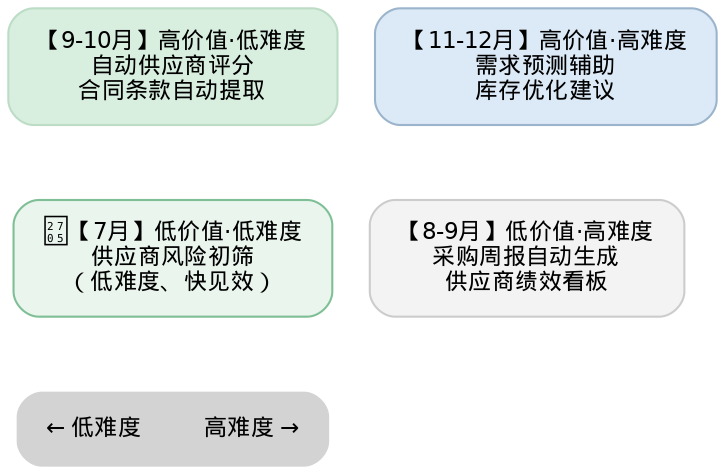 【9-10月】高价值·低难度
自动供应商评分
合同条款自动提取
【11-12月】高价值·高难度
需求预测辅助
库存优化建议
【7月】低价值·低难度
供应商风险初筛
（低难度、快见效）
【8-9月】低价值·高难度
采购周报自动生成
供应商绩效看板
← 低难度 高难度 →